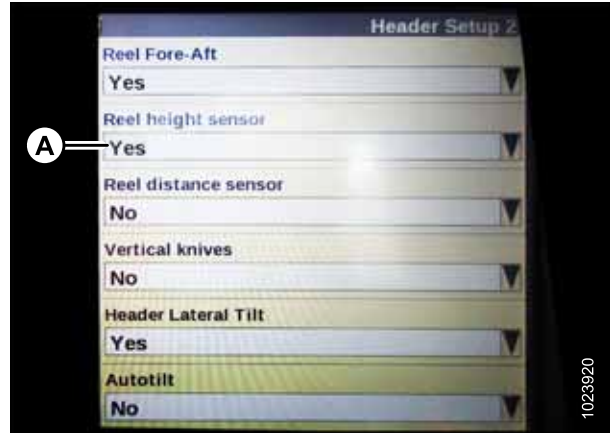 Header Setup 2
Reel Fore-Aft
Yes
Reel height sensor
A
Yes
Reel distance sensor
No
Vertical knives
No
Header Lateral Tilt
Yes
Autotilt
No
1023920